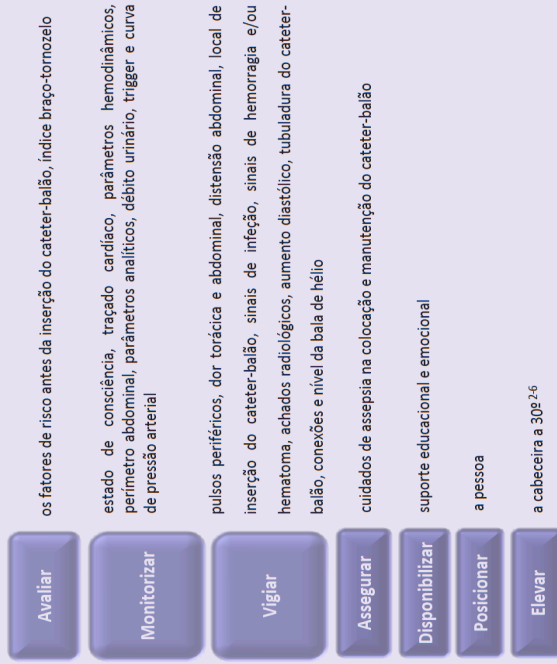 Avaliar
os fatores de risco antes da inserção do cateter-balão, índice braço-tornozelo
Monitorizar
estado de consciência, traçado cardíaco, parâmetros hemodinâmicos,
perímetro abdominal, parâmetros analíticos, débito urinário, trigger e curva
de pressão arterial
Vigiar
pulsos periféricos, dor torácica e abdominal, distensão abdominal, local de
inserção do cateter-balão, sinais de infeção, sinais de hemorragia e/ou
hematoma, achados radiológicos, aumento diastólico, tubuladura do cateter-
balão, conexões e nível da bala de hélio
Assegurar
cuidados de assepsia na colocação e manutenção do cateter-balão
Disponibilizar
suporte educacional e emocional
Posicionar
a pessoa
Elevar
a cabeceira a 30º 2-6